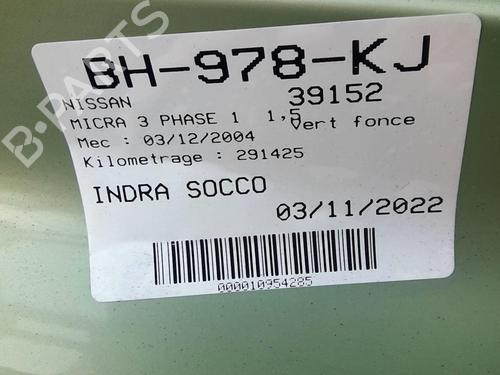 BH-978-KJ
NISSAN 39152
MICRA 3 PHASE 1 1,5 Vert fonce
Mec : 03/12/2004
Kilometrage : 291425
INDRA SOCCO
03/11/2022
000010954285
B-PARTS